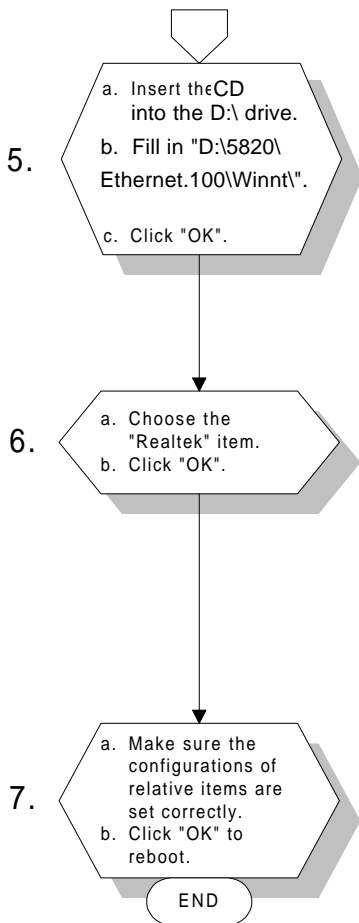 5.
a. Insert the CD
into the D:\ drive.
b. Fill in "D:\5820\
Ethernet.100\Winnt\".
c. Click "OK".
6.
a. Choose the
"Realtek" item.
b. Click "OK".
7.
a. Make sure the
configurations of
relative items are
set correctly.
b. Click "OK" to
reboot.
END